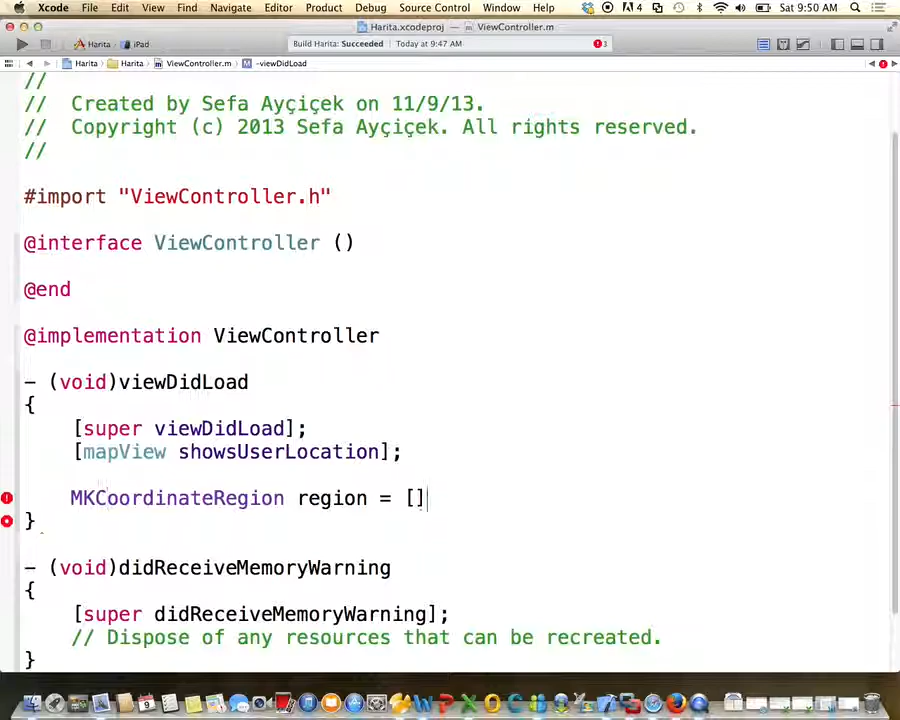 Xcode File Edit View Find Navigate Editor Product Debug Source Control Window Help 4 Sat 9:50 AM
Harita.xcodeproj — ViewController.m
Harita iPad Build Harita: Succeeded Today at 9:47 AM 3
Harita Harita ViewController.m M -viewDidLoad
//
// Created by Sefa Ayçiçek on 11/9/13.
// Copyright (c) 2013 Sefa Ayçiçek. All rights reserved.
//
#import "ViewController.h"
@interface ViewController ()
@end
@implementation ViewController
- (void)viewDidLoad
{
[super viewDidLoad];
[mapView showsUserLocation];
MKCoordinateRegion region = []
}
- (void)didReceiveMemoryWarning
{
[super didReceiveMemoryWarning];
// Dispose of any resources that can be recreated.
}